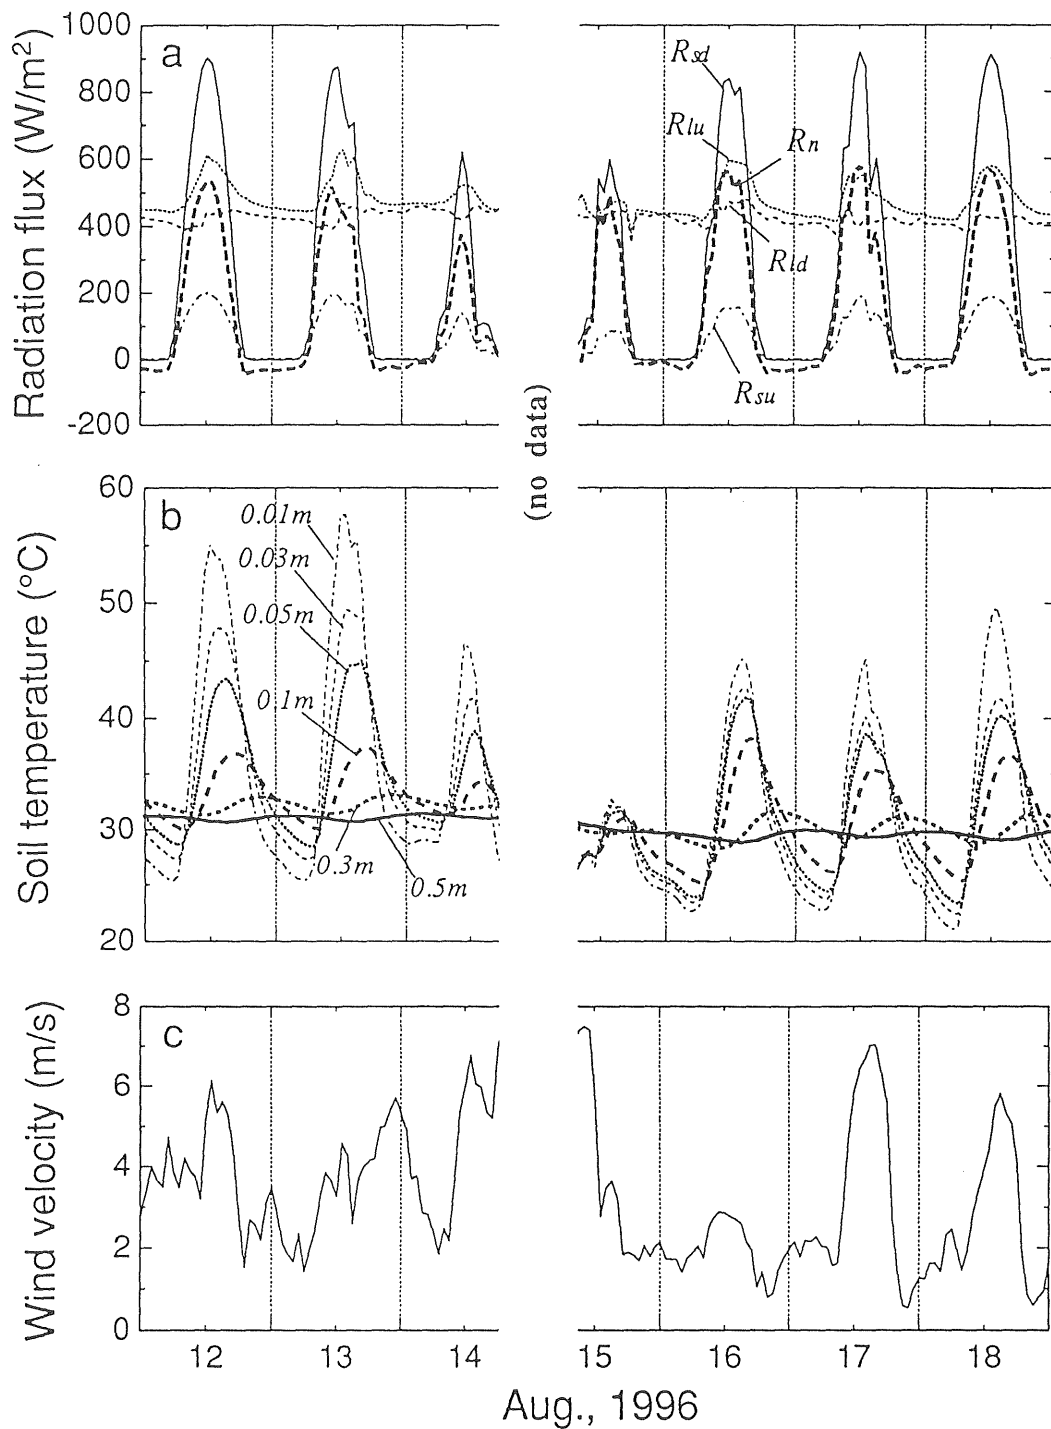 Radiation flux (W/m²)
1000
800
600
400
200
0
-200
a
Rsd
Rlu
Rn
Rld
Rsu
(no data)
Soil temperature (°C)
60
50
40
30
20
b
0.01m
0.03m
0.05m
0.1m
0.3m
0.5m
Wind velocity (m/s)
8
6
4
2
0
c
12 13 14 15 16 17 18
Aug., 1996